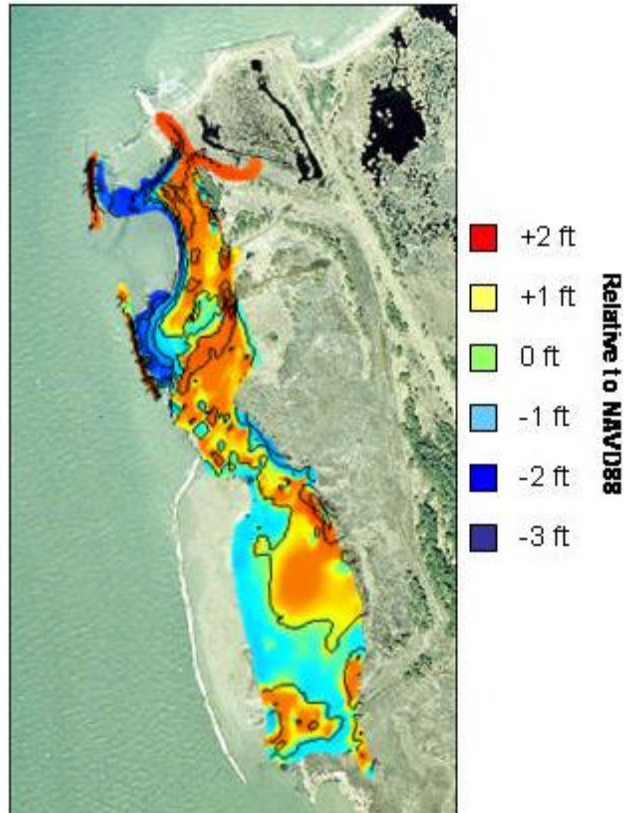 +2 ft
+1 ft
0 ft
-1 ft
-2 ft
-3 ft
Relative to NAVD88